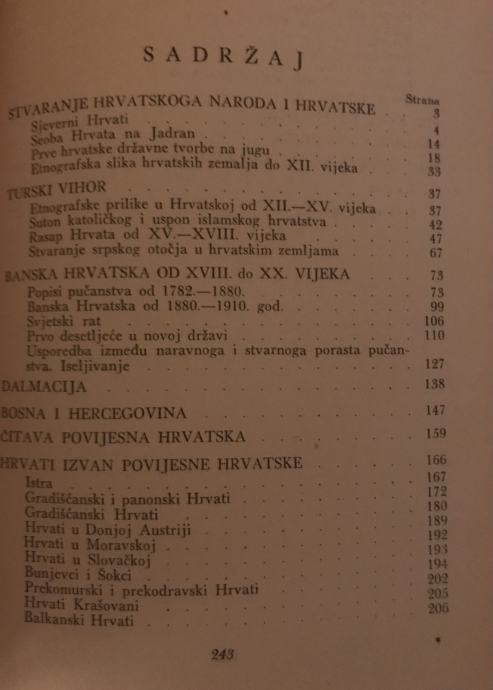 SADRŽAJ
Strana
STVARANJE HRVATSKOGA NARODA I HRVATSKE . . 3
Sjeverni Hrvati . . . . . . . . . 4
Seoba Hrvata na Jadran . . . . . . . 14
Prve hrvatske državne tvorbe na jugu . . . . . 18
Etnografska slika hrvatskih zemalja do XII. vijeka . . 33
TURSKI VIHOR . . . . . . . . . 37
Etnografske prilike u Hrvatskoj od XII.—XV. vijeka . 37
Suton katoličkog i uspon islamskog hrvatstva . . . 42
Rasap Hrvata od XV.—XVIII. vijeka . . . . 47
Stvaranje srpskog otočja u hrvatskim zemljama . . . 67
BANSKA HRVATSKA OD XVIII. do XX. VIJEKA . . . 73
Popisi pučanstva od 1782.—1880. . . . . . 73
Banska Hrvatska od 1880.—1910. god. . . . . 99
Svjetski rat . . . . . . . . . 106
Prvo desetljeće u novoj državi . . . . . . 110
Usporedba između naravnoga i stvarnoga porasta pučan-
stva. Iseljivanje . . . . . . . . 127
DALMACIJA . . . . . . . . . 138
BOSNA I HERCEGOVINA . . . . . . . 147
ČITAVA POVIJESNA HRVATSKA . . . . . 159
HRVATI IZVAN POVIJESNE HRVATSKE . . . . 166
Istra . . . . . . . . . . 167
Gradišćanski i panonski Hrvati . . . . . 172
Gradišćanski Hrvati . . . . . . . 180
Hrvati u Donjoj Austriji . . . . . . 189
Hrvati u Moravskoj . . . . . . . 192
Hrvati u Slovačkoj . . . . . . . 193
Bunjevci i Šokci . . . . . . . . 194
Prekomurski i prekodravski Hrvati . . . . 202
Hrvati Krašovani . . . . . . . . 205
Balkanski Hrvati . . . . . . . . 206
243